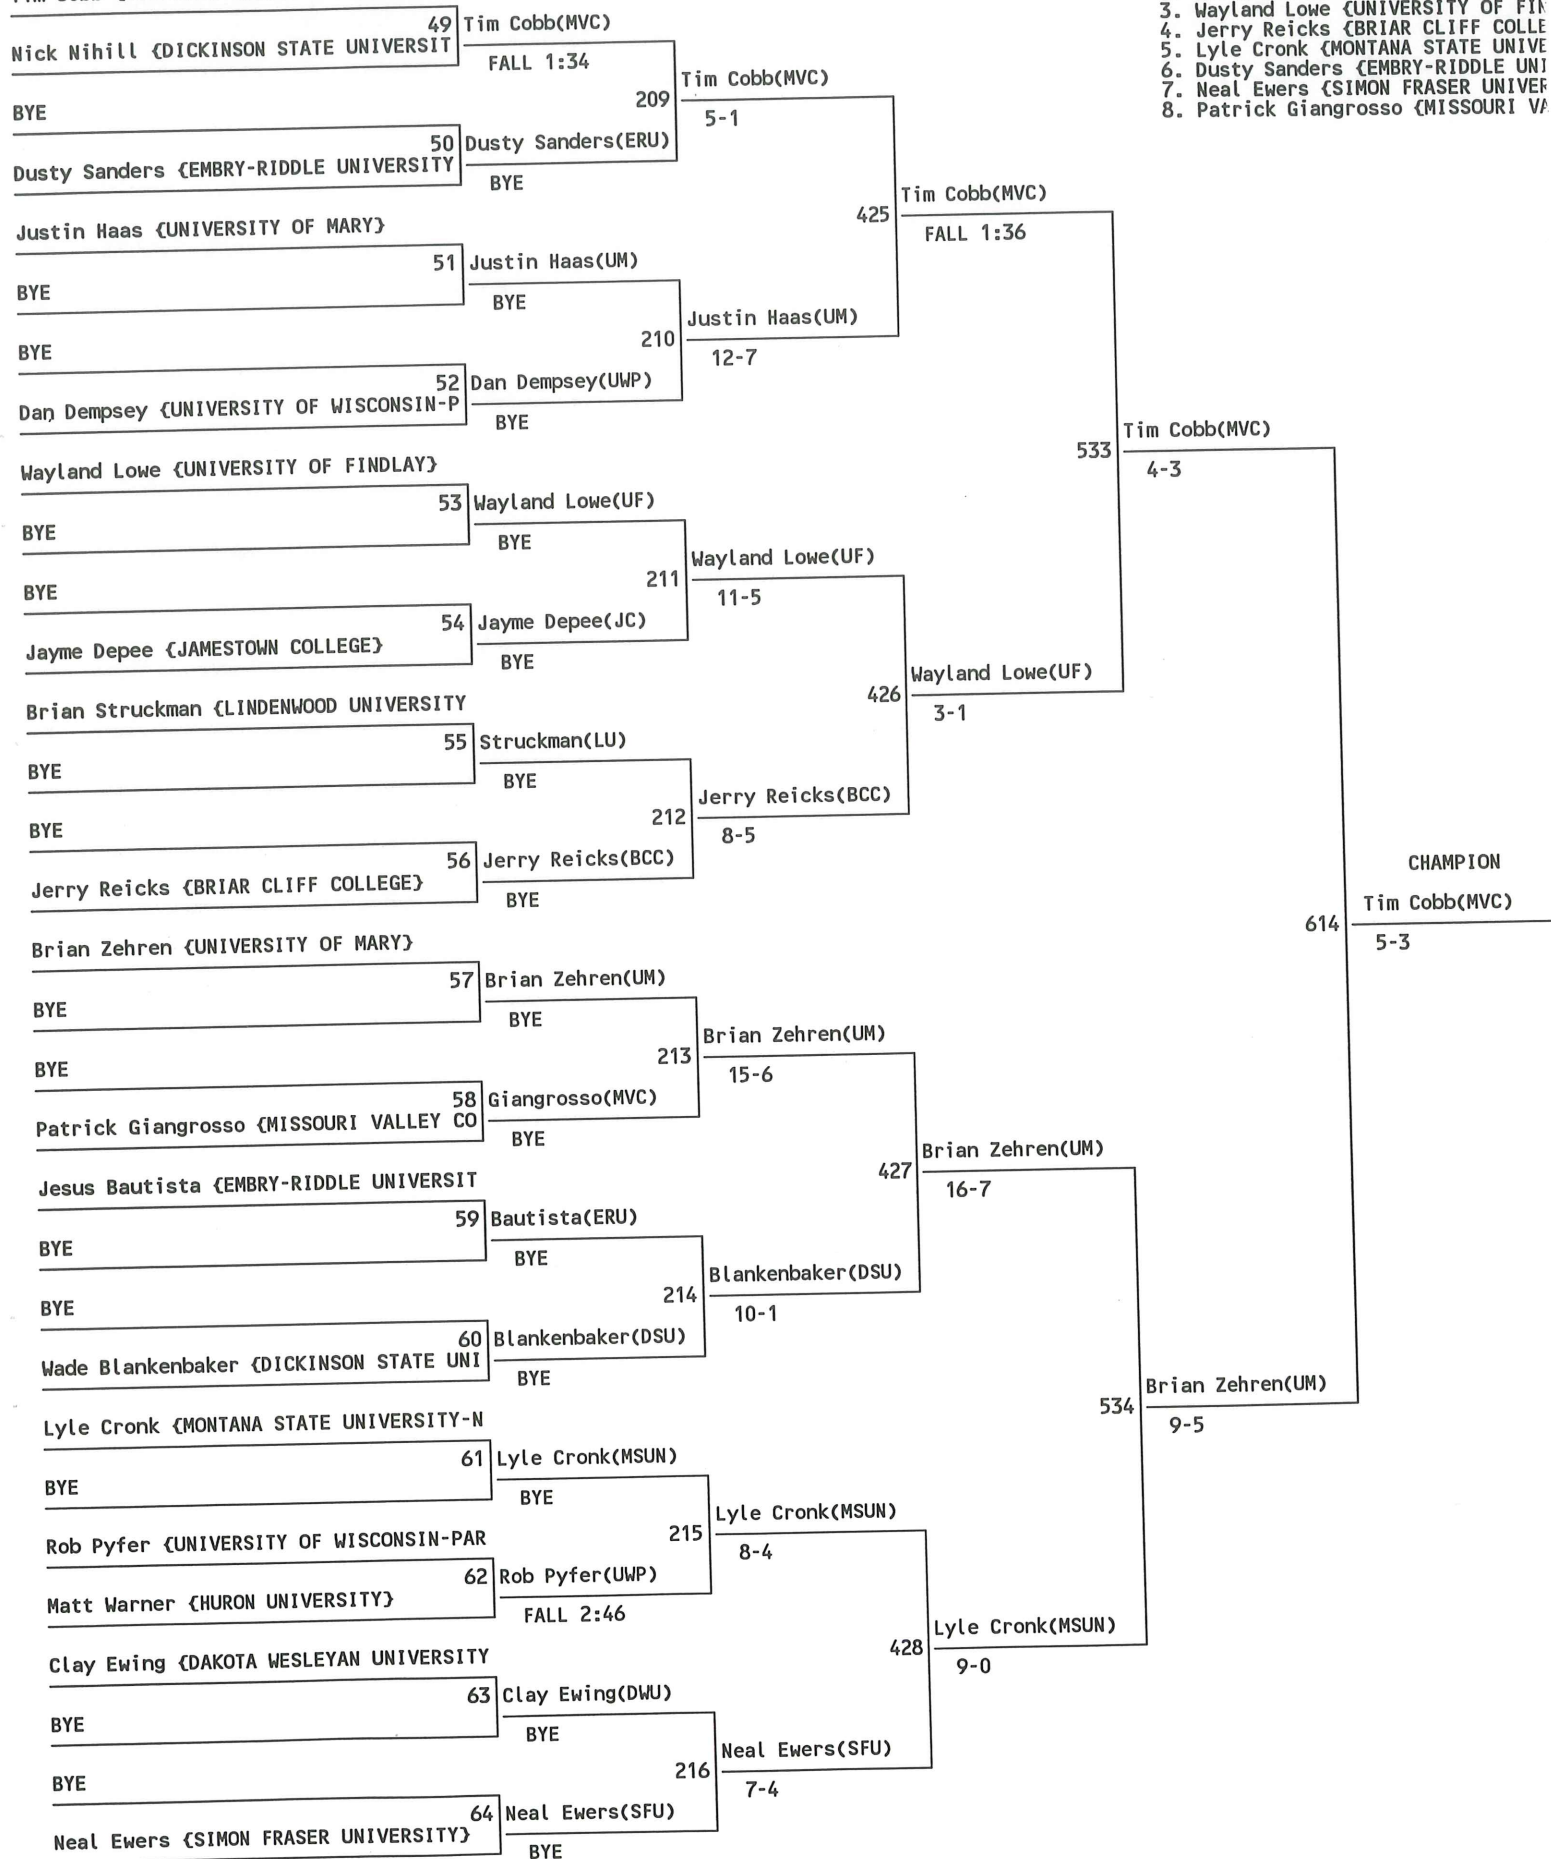 49 Tim Cobb(MVC)
Nick Nihill {DICKINSON STATE UNIVERSIT
FALL 1:34
BYE
209 Tim Cobb(MVC)
5-1
50 Dusty Sanders(ERU)
Dusty Sanders {EMBRY-RIDDLE UNIVERSITY
BYE
Justin Haas {UNIVERSITY OF MARY}
425 Tim Cobb(MVC)
FALL 1:36
51 Justin Haas(UM)
BYE
BYE
210 Justin Haas(UM)
12-7
BYE
52 Dan Dempsey(UWP)
Dan Dempsey {UNIVERSITY OF WISCONSIN-P
BYE
533 Tim Cobb(MVC)
4-3
Wayland Lowe {UNIVERSITY OF FINDLAY}
53 Wayland Lowe(UF)
BYE
BYE
211 Wayland Lowe(UF)
11-5
BYE
54 Jayme Depee(JC)
Jayme Depee {JAMESTOWN COLLEGE}
BYE
426 Wayland Lowe(UF)
3-1
Brian Struckman {LINDENWOOD UNIVERSITY
55 Struckman(LU)
BYE
BYE
212 Jerry Reicks(BCC)
8-5
BYE
56 Jerry Reicks(BCC)
Jerry Reicks {BRIAR CLIFF COLLEGE}
BYE
CHAMPION
614 Tim Cobb(MVC)
5-3
Brian Zehren {UNIVERSITY OF MARY}
57 Brian Zehren(UM)
BYE
BYE
213 Brian Zehren(UM)
15-6
BYE
58 Giangrosso(MVC)
Patrick Giangrosso {MISSOURI VALLEY CO
BYE
427 Brian Zehren(UM)
16-7
Jesus Bautista {EMBRY-RIDDLE UNIVERSIT
59 Bautista(ERU)
BYE
BYE
214 Blankenbaker(DSU)
10-1
BYE
60 Blankenbaker(DSU)
Wade Blankenbaker {DICKINSON STATE UNI
BYE
534 Brian Zehren(UM)
9-5
Lyle Cronk {MONTANA STATE UNIVERSITY-N
61 Lyle Cronk(MSUN)
BYE
BYE
215 Lyle Cronk(MSUN)
8-4
Rob Pyfer {UNIVERSITY OF WISCONSIN-PAR
62 Rob Pyfer(UWP)
Matt Warner {HURON UNIVERSITY}
FALL 2:46
428 Lyle Cronk(MSUN)
9-0
Clay Ewing {DAKOTA WESLEYAN UNIVERSITY
63 Clay Ewing(DWU)
BYE
BYE
216 Neal Ewers(SFU)
7-4
BYE
64 Neal Ewers(SFU)
Neal Ewers {SIMON FRASER UNIVERSITY}
BYE
3. Wayland Lowe {UNIVERSITY OF FIN
4. Jerry Reicks {BRIAR CLIFF COLLE
5. Lyle Cronk {MONTANA STATE UNIVE
6. Dusty Sanders {EMBRY-RIDDLE UNI
7. Neal Ewers {SIMON FRASER UNIVER
8. Patrick Giangrosso {MISSOURI VA